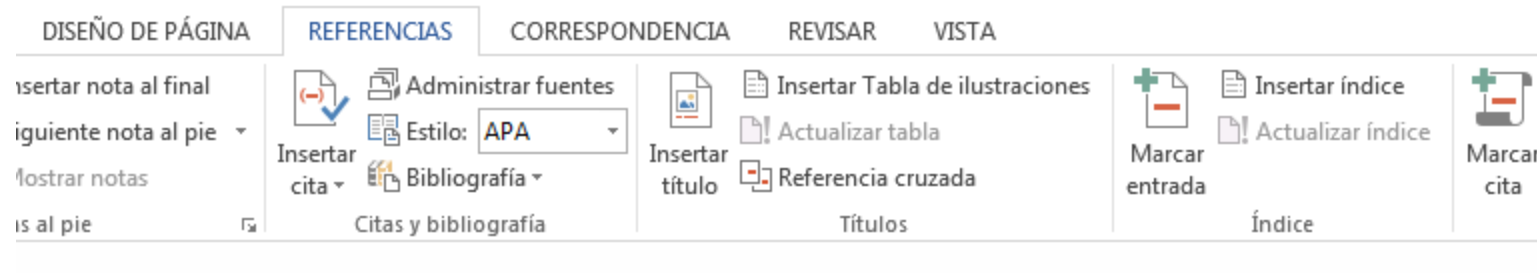 DISEÑO DE PÁGINA REFERENCIAS CORRESPONDENCIA REVISAR VISTA
nsertar nota al final
iguiente nota al pie
Mostrar notas
as al pie
Insertar
cita
Administrar fuentes
Estilo: APA
Bibliografía
Citas y bibliografía
Insertar
título
Insertar Tabla de ilustraciones
Actualizar tabla
Referencia cruzada
Títulos
Marcar
entrada
Insertar índice
Actualizar índice
Índice
Marcar
cita